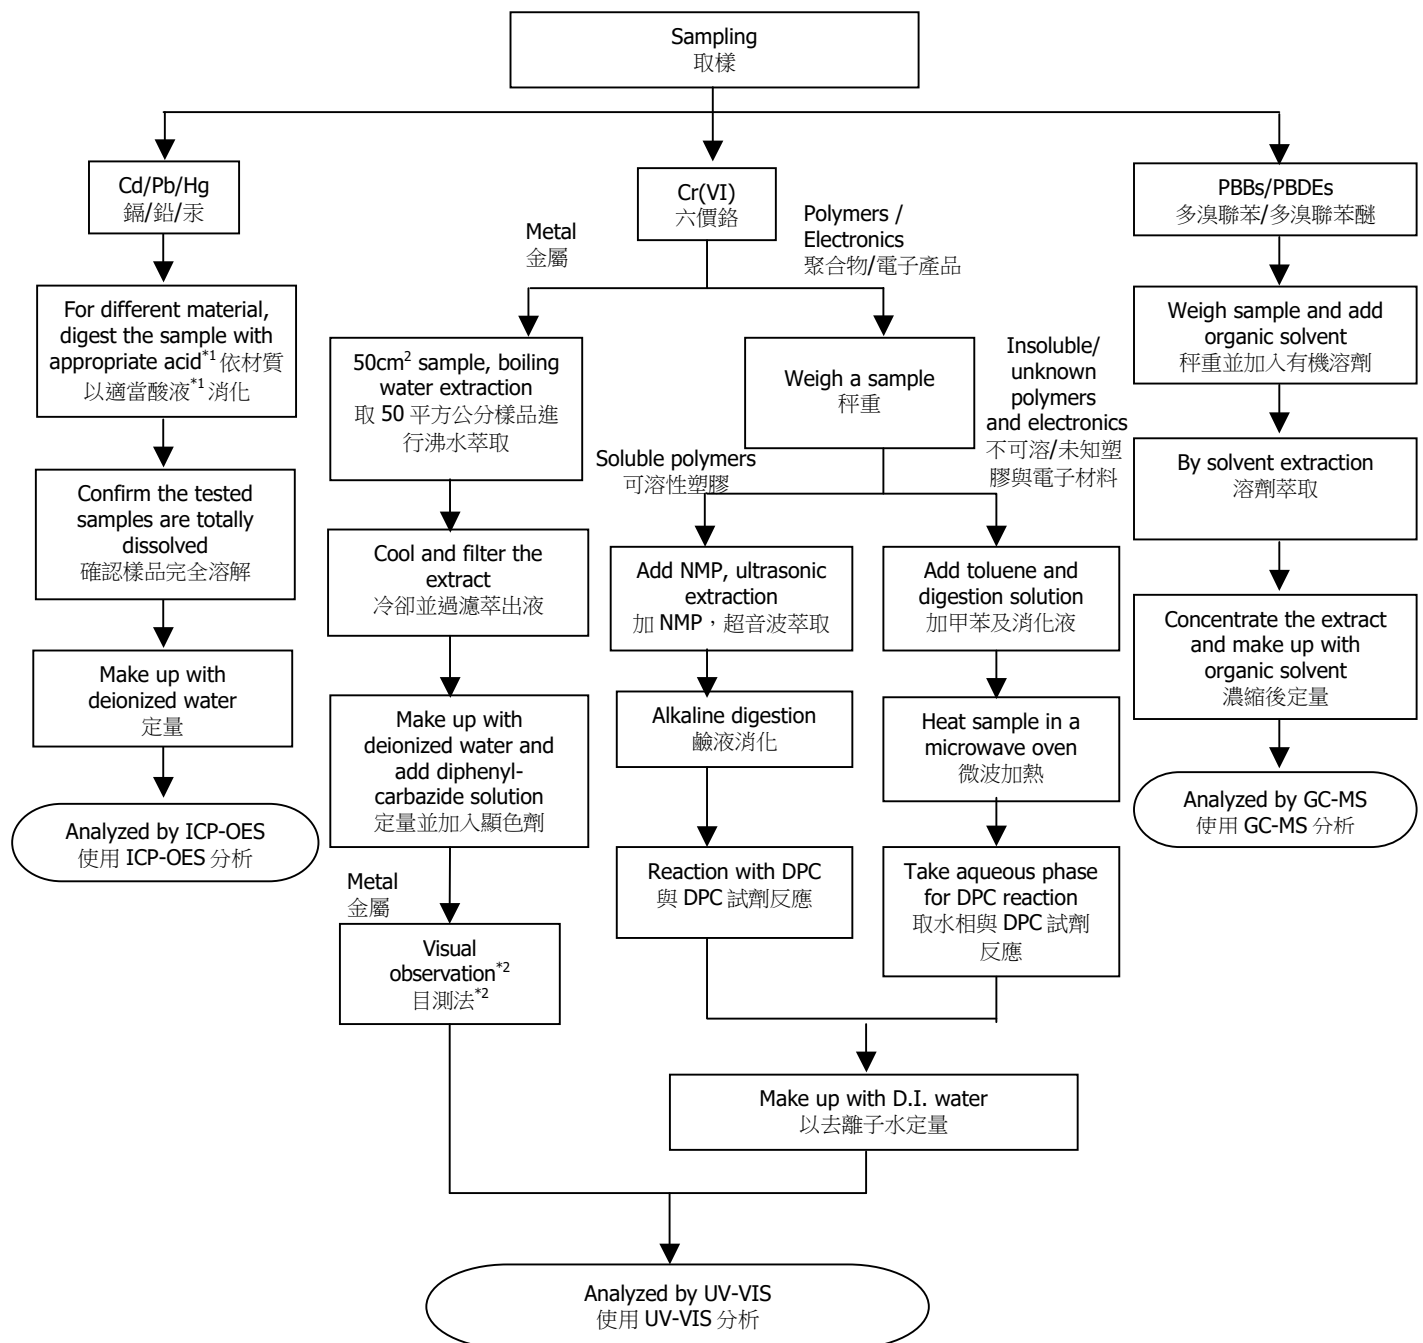 Sampling
取樣
Cd/Pb/Hg
鎘/鉛/汞
Cr(VI)
六價鉻
PBBs/PBDEs
多溴聯苯/多溴聯苯醚
Metal
金屬
Polymers /
Electronics
聚合物/電子產品
For different material,
digest the sample with
appropriate acid*1 依材質
以適當酸液*1 消化
50cm2 sample, boiling
water extraction
取 50 平方公分樣品進
行沸水萃取
Weigh a sample
秤重
Insoluble/
unknown
polymers
and electronics
不可溶/未知塑
膠與電子材料
Weigh sample and add
organic solvent
秤重並加入有機溶劑
Soluble polymers
可溶性塑膠
By solvent extraction
溶劑萃取
Confirm the tested
samples are totally
dissolved
確認樣品完全溶解
Cool and filter the
extract
冷卻並過濾萃出液
Add NMP, ultrasonic
extraction
加 NMP，超音波萃取
Add toluene and
digestion solution
加甲苯及消化液
Concentrate the extract
and make up with
organic solvent
濃縮後定量
Make up with
deionized water
定量
Make up with
deionized water and
add diphenyl-
carbazide solution
定量並加入顯色劑
Alkaline digestion
鹼液消化
Heat sample in a
microwave oven
微波加熱
Analyzed by GC-MS
使用 GC-MS 分析
Analyzed by ICP-OES
使用 ICP-OES 分析
Metal
金屬
Reaction with DPC
與 DPC 試劑反應
Take aqueous phase
for DPC reaction
取水相與 DPC 試劑
反應
Visual
observation*2
目測法*2
Make up with D.I. water
以去離子水定量
Analyzed by UV-VIS
使用 UV-VIS 分析